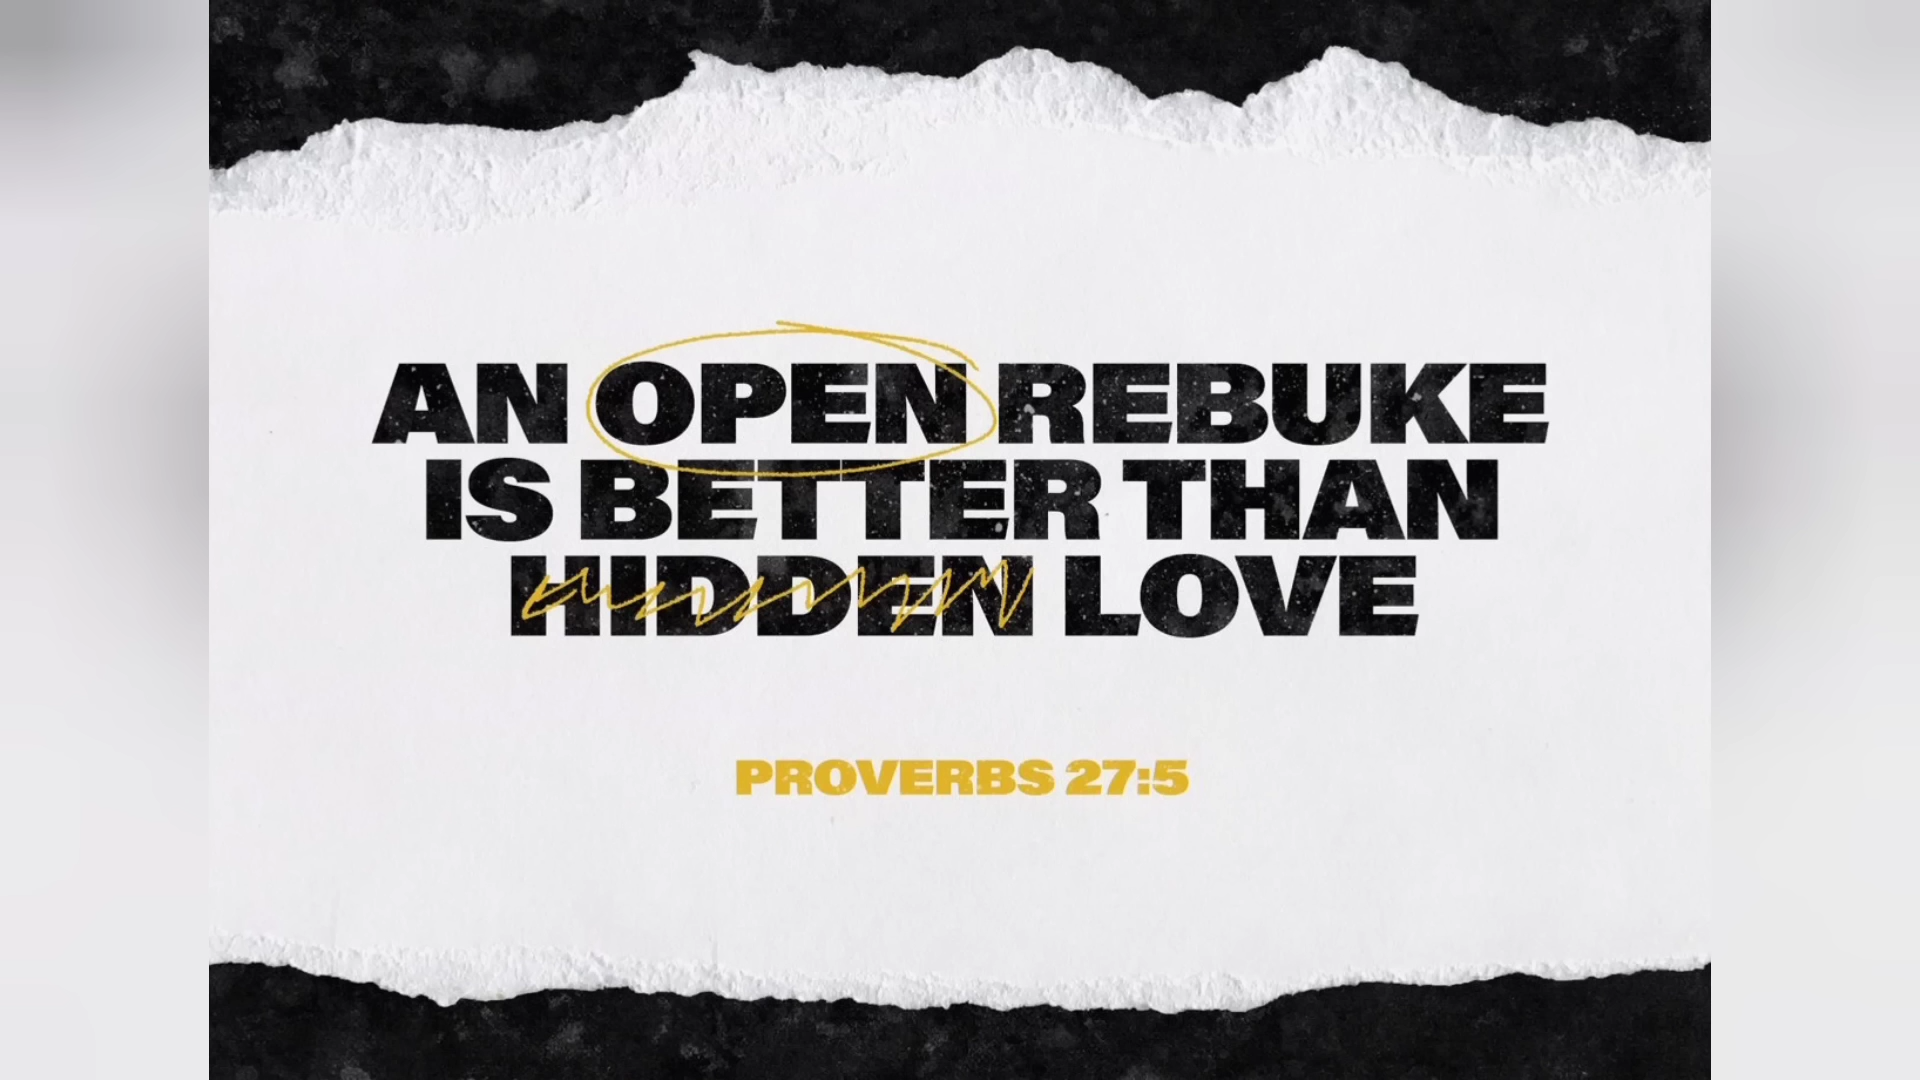 AN OPEN REBUKE
IS BETTER THAN
HIDDEN LOVE
PROVERBS 27:5